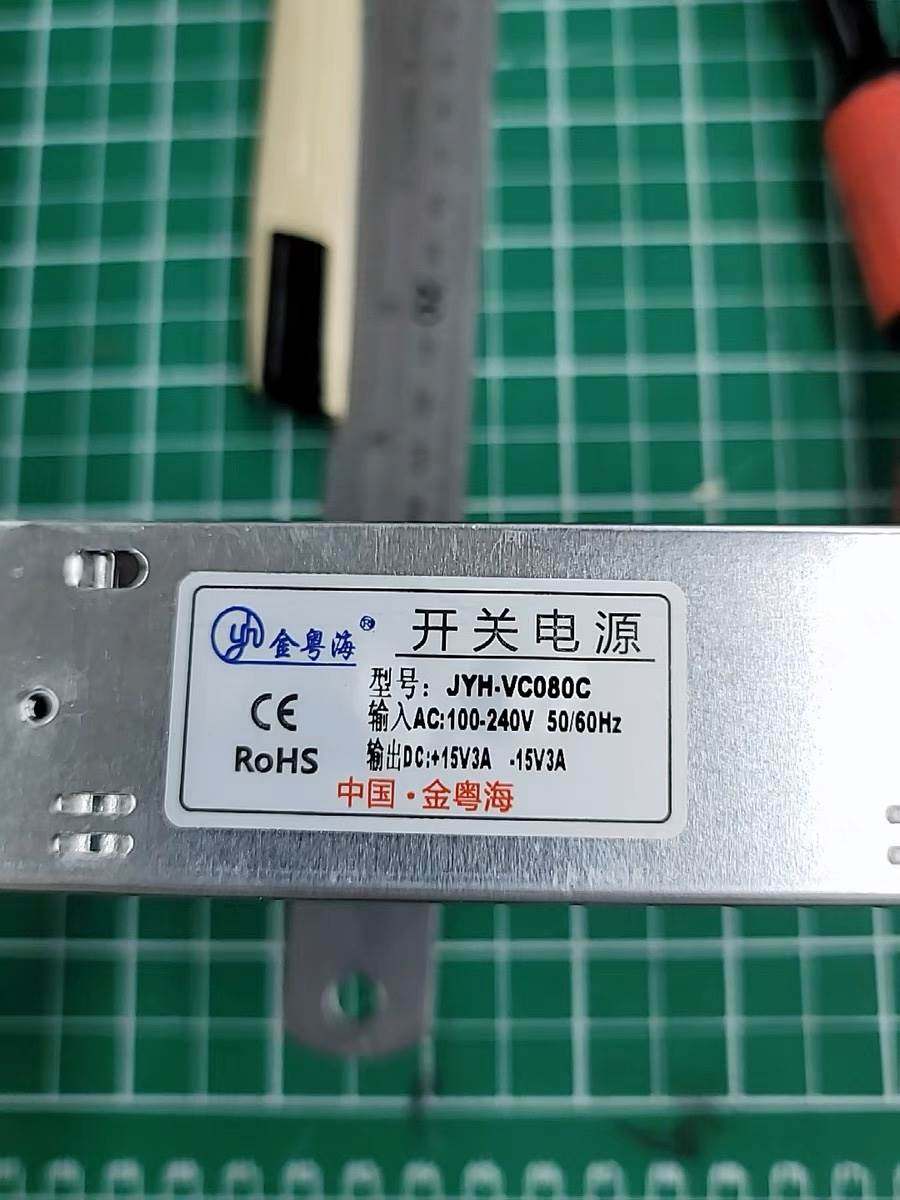 yh 金粤海®
开关电源
型号：JYH-VC080C
输入AC:100-240V 50/60Hz
输出DC:+15V3A -15V3A
CE
RoHS
中国·金粤海